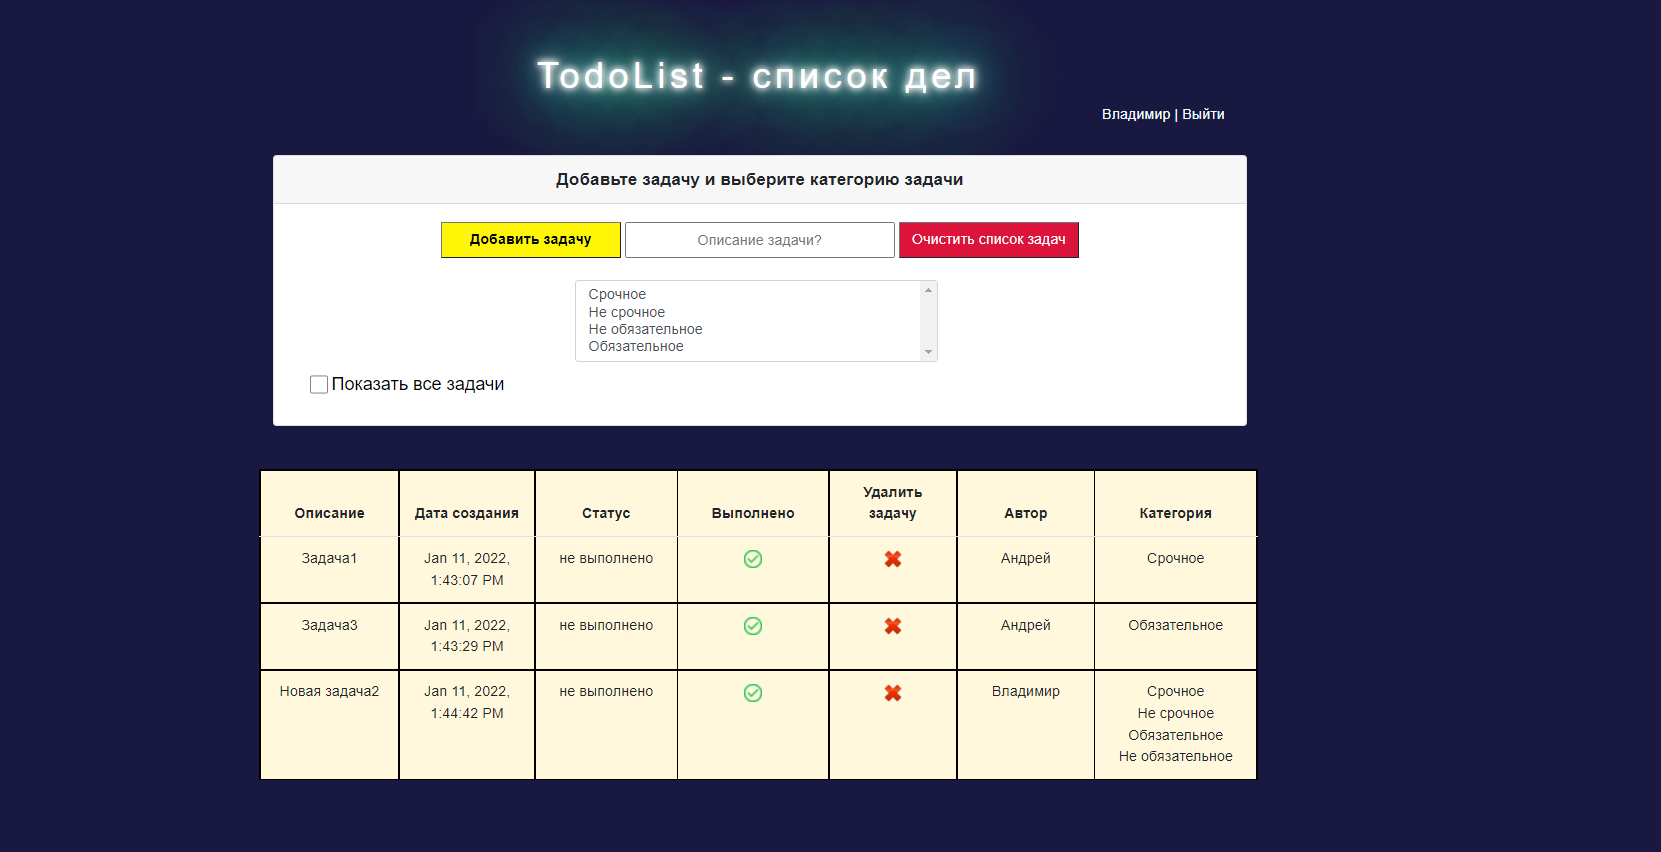 TodoList - список дел
Владимир | Выйти
Добавьте задачу и выберите категорию задачи
Добавить задачу
Описание задачи?
Очистить список задач
Срочное
Не срочное
Не обязательное
Обязательное
Показать все задачи
Описание
Дата создания
Статус
Выполнено
Удалить
задачу
Автор
Категория
Задача1
Jan 11, 2022,
1:43:07 PM
не выполнено
Андрей
Срочное
Задача3
Jan 11, 2022,
1:43:29 PM
не выполнено
Андрей
Обязательное
Новая задача2
Jan 11, 2022,
1:44:42 PM
не выполнено
Владимир
Срочное
Не срочное
Обязательное
Не обязательное